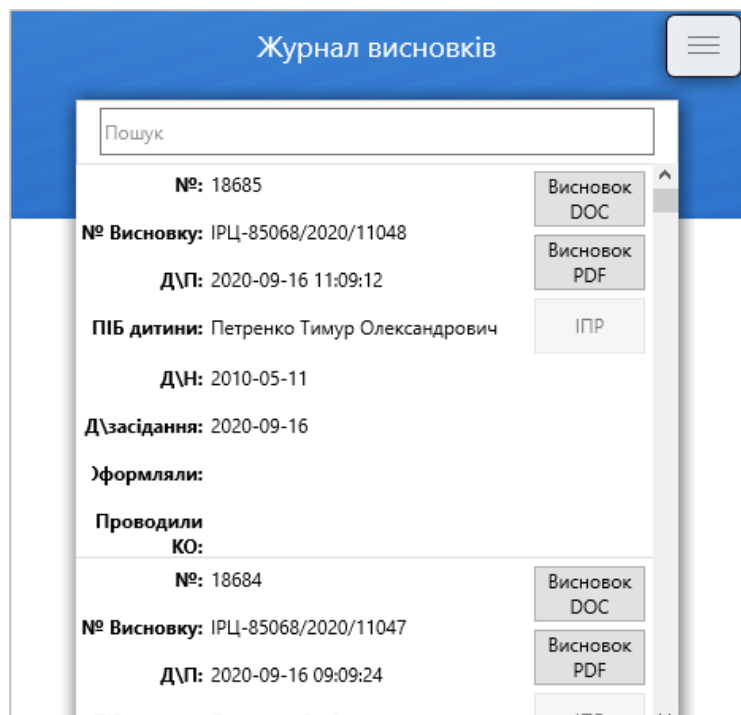 Журнал висновків
Пошук
№: 18685
Висновок DOC
№ Висновку: ІРЦ-85068/2020/11048
Висновок PDF
Д\П: 2020-09-16 11:09:12
ПІБ дитини: Петренко Тимур Олександрович
ІПР
Д\Н: 2010-05-11
Д\засідання: 2020-09-16
Оформляли:
Проводили
КО:
№: 18684
Висновок DOC
№ Висновку: ІРЦ-85068/2020/11047
Висновок PDF
Д\П: 2020-09-16 09:09:24